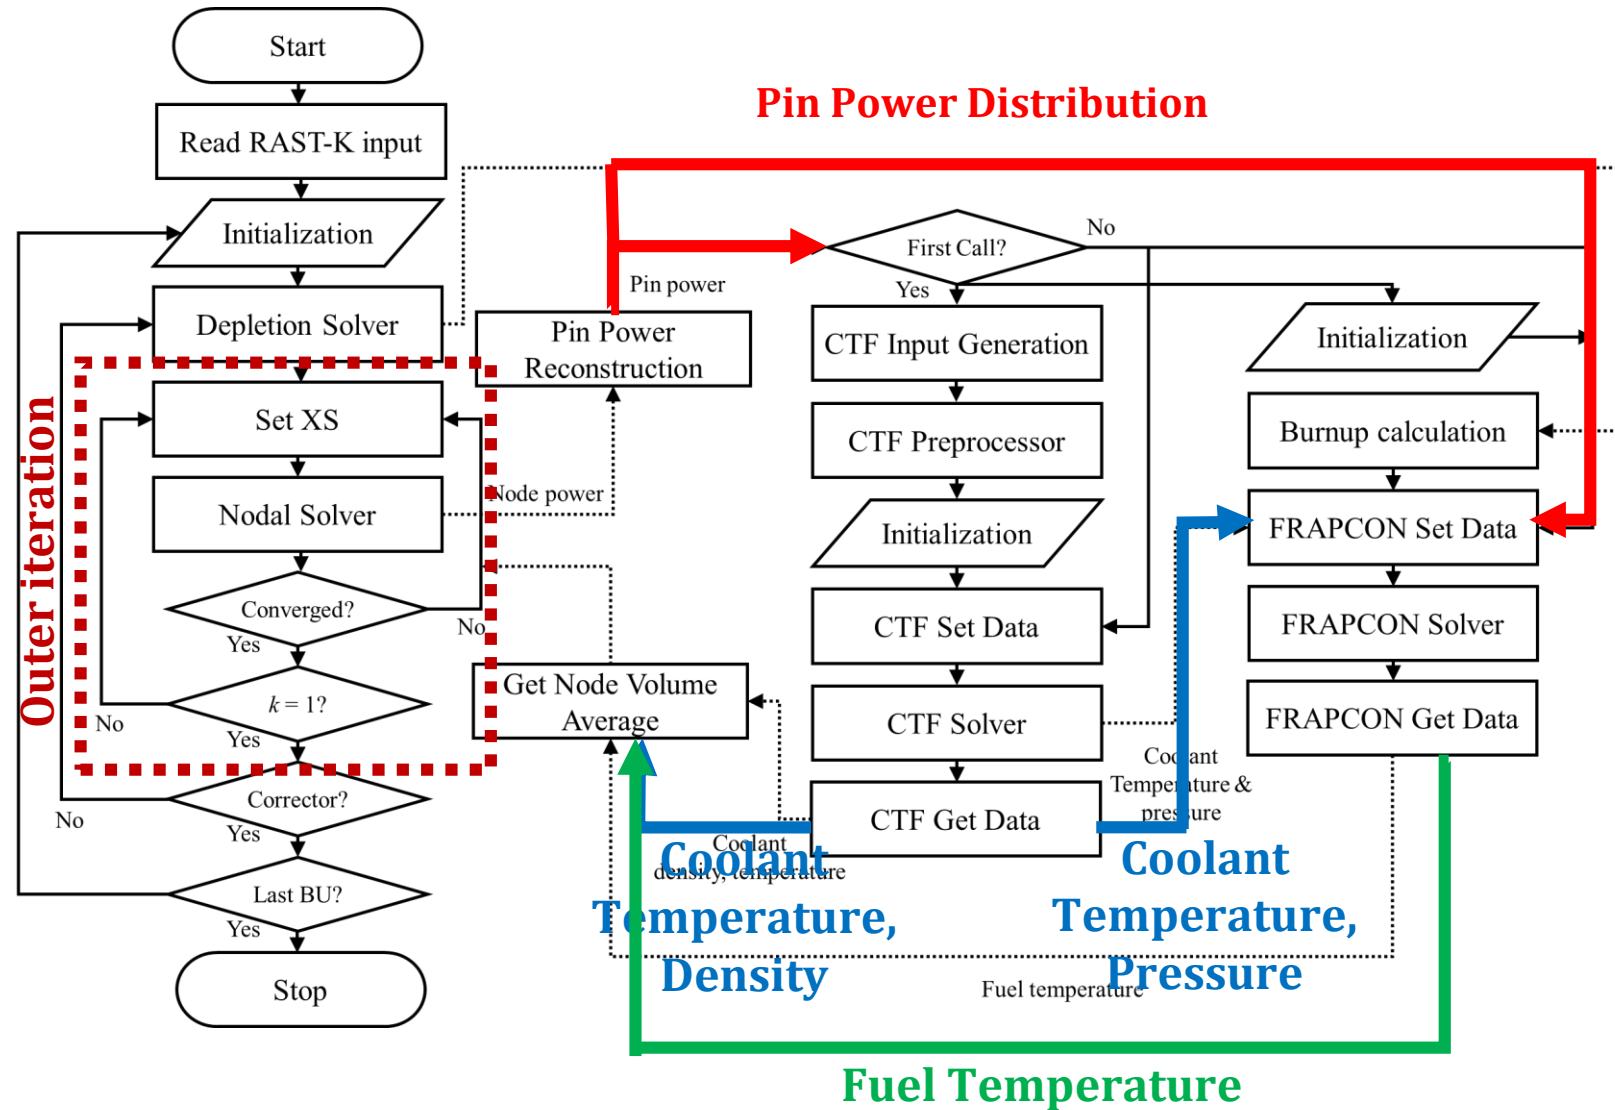 Start
Read RAST-K input
Initialization
Depletion Solver
Set XS
Nodal Solver
Converged?
No
Yes
k = 1?
No
Yes
Corrector?
No
Yes
Last BU?
Yes
Stop
Outer iteration
Pin Power Distribution
Pin power
Pin Power
Reconstruction
Node power
Get Node Volume
Average
First Call?
No
Yes
CTF Input Generation
CTF Preprocessor
Initialization
CTF Set Data
CTF Solver
CTF Get Data
Coolant
density, temperature
Coolant
Temperature,
Density
Initialization
Burnup calculation
FRAPCON Set Data
FRAPCON Solver
FRAPCON Get Data
Coolant
Temperature &
pressure
Coolant
Temperature,
Pressure
Fuel temperature
Fuel Temperature